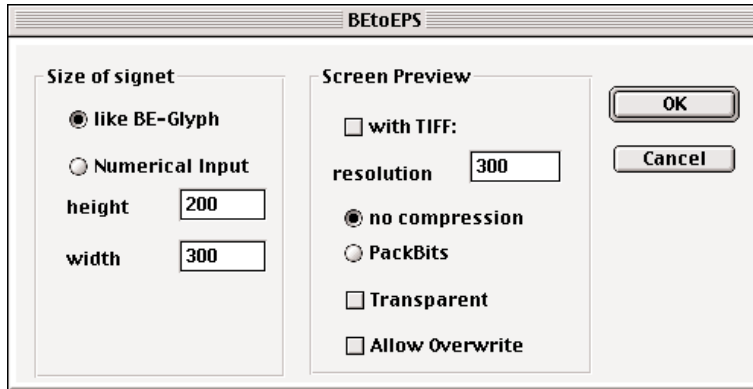 BEtoEPS
Size of signet
like BE-Glyph
Numerical Input
height 200
width 300
Screen Preview
with TIFF:
resolution 300
no compression
PackBits
Transparent
Allow Overwrite
OK
Cancel